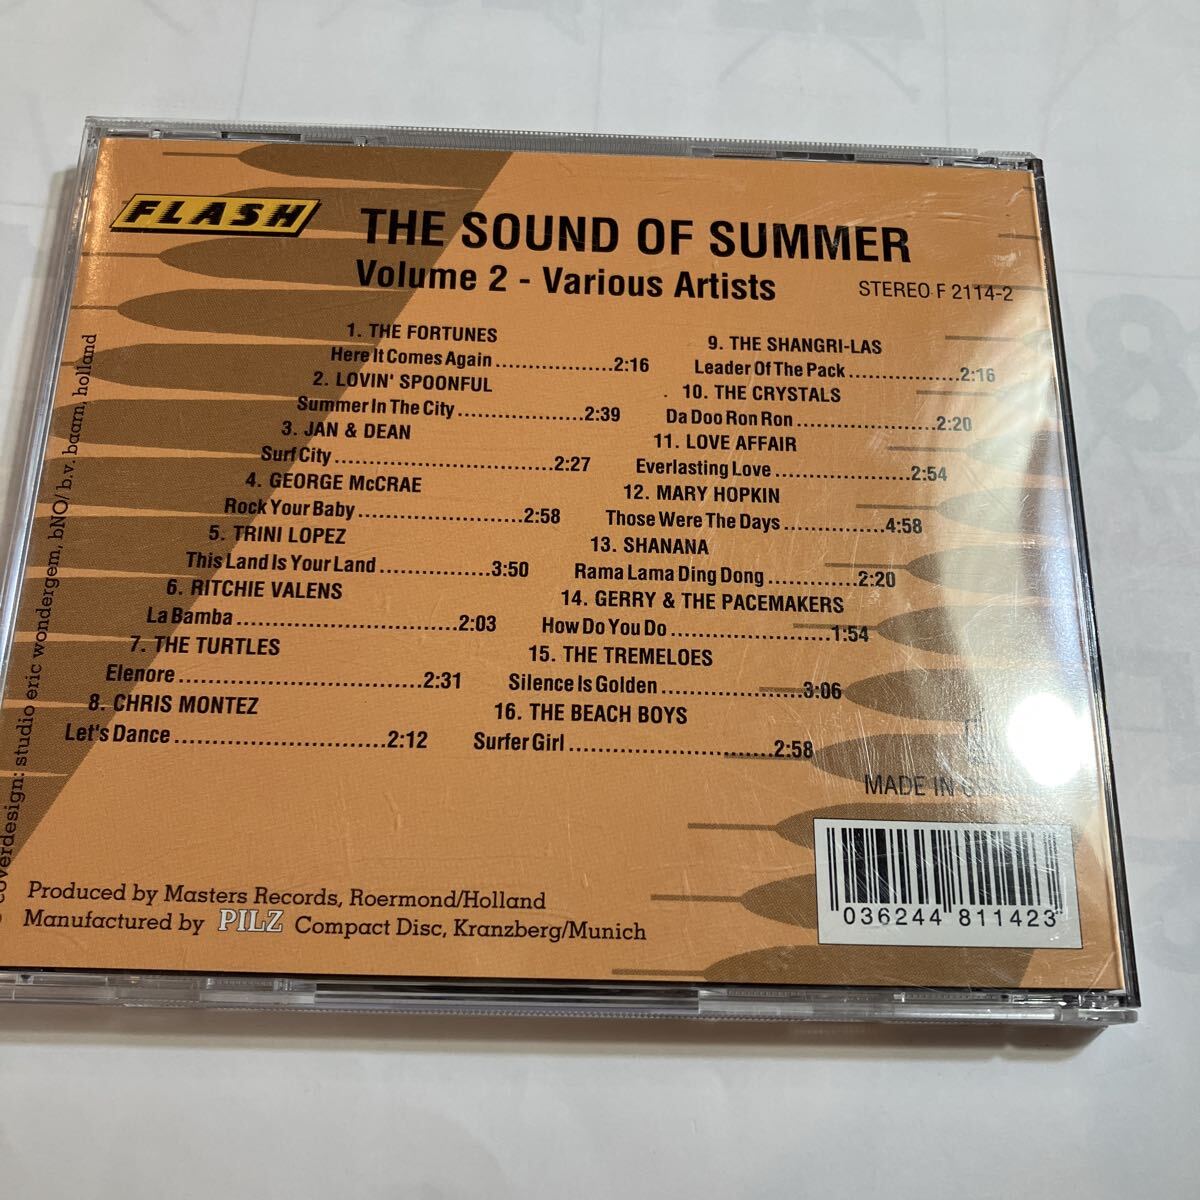 FLASH
THE SOUND OF SUMMER
Volume 2 - Various Artists
STEREO F 2114-2
1. THE FORTUNES
Here It Comes Again.................2:16
2. LOVIN' SPOONFUL
Summer In The City..................2:39
3. JAN & DEAN
Surf City................................2:27
4. GEORGE McCRAE
Rock Your Baby........................2:58
5. TRINI LOPEZ
This Land Is Your Land................3:50
6. RITCHIE VALENS
La Bamba................................2:03
7. THE TURTLES
Elenore...................................2:31
8. CHRIS MONTEZ
Let's Dance..............................2:12
9. THE SHANGRI-LAS
Leader Of The Pack................2:16
10. THE CRYSTALS
Da Doo Ron Ron....................2:20
11. LOVE AFFAIR
Everlasting Love...................2:54
12. MARY HOPKIN
Those Were The Days..............4:58
13. SHANANA
Rama Lama Ding Dong.............2:20
14. GERRY & THE PACEMAKERS
How Do You Do.......................1:54
15. THE TREMELOES
Silence Is Golden....................3:06
16. THE BEACH BOYS
Surfer Girl.............................2:58
MADE IN
036244 811423
Produced by Masters Records, Roermond/Holland
Manufactured by PILZ Compact Disc, Kranzberg/Munich
coverdesign: studio eric wondergem, bNO/ b.v. baarn, holland